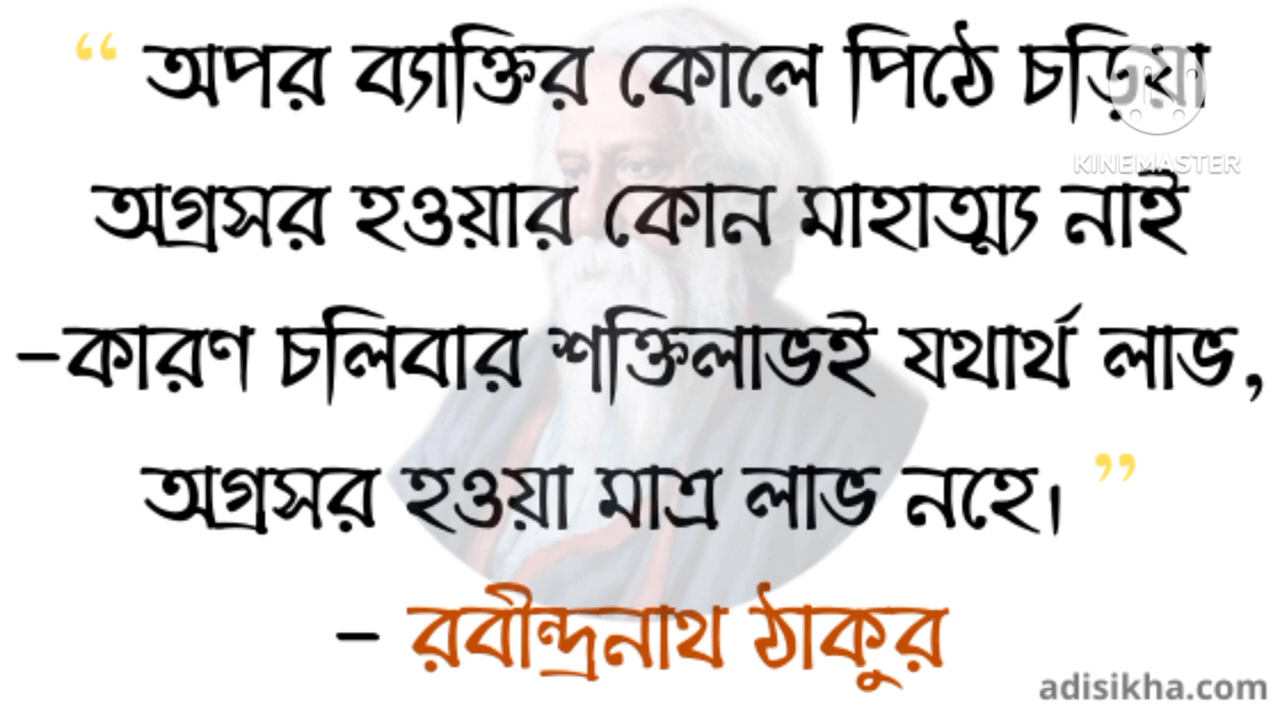 “ অপর ব্যাক্তির কোলে পিঠে চড়িয়া
KINEMASTER
অগ্রসর হওয়ার কোন মাহাত্ম্য নাই
–কারণ চলিবার শক্তিলাভই যথার্থ লাভ,
অগ্রসর হওয়া মাত্র লাভ নহে। ”
– রবীন্দ্রনাথ ঠাকুর
adisikha.com